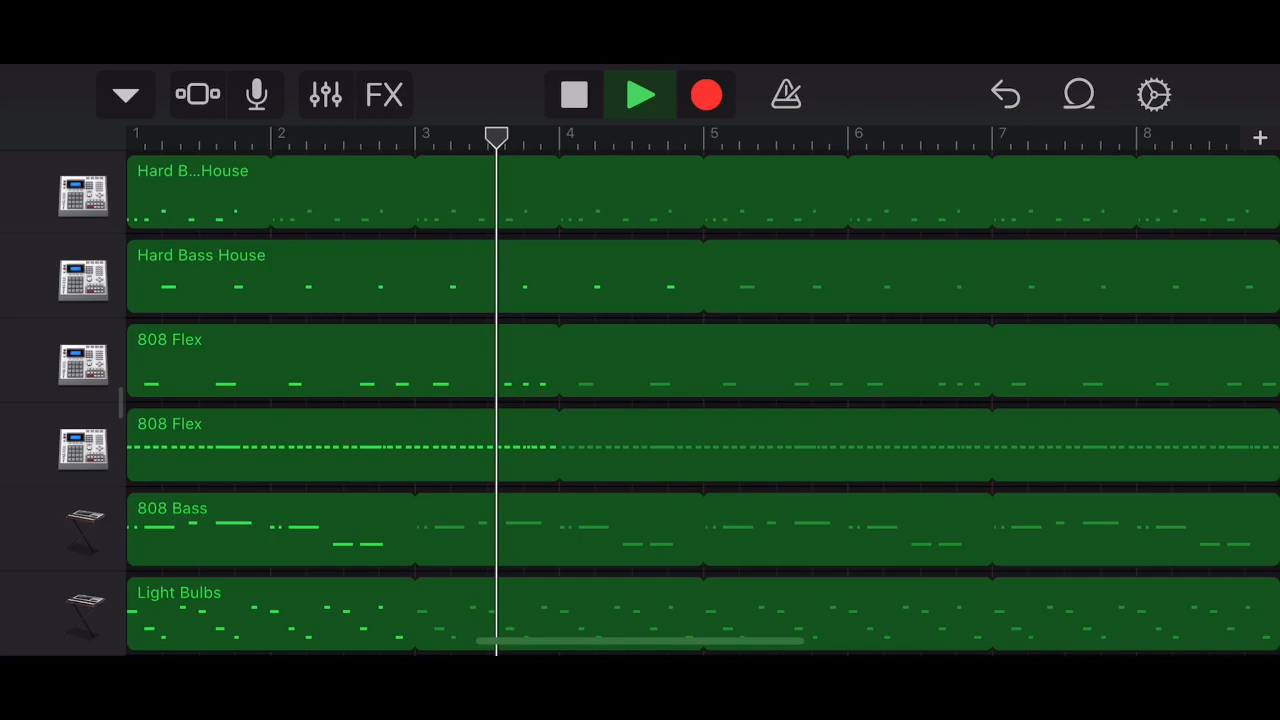 FX
1 2 3 4 5 6 7 8 +
Hard B...House
Hard Bass House
808 Flex
808 Flex
808 Bass
Light Bulbs